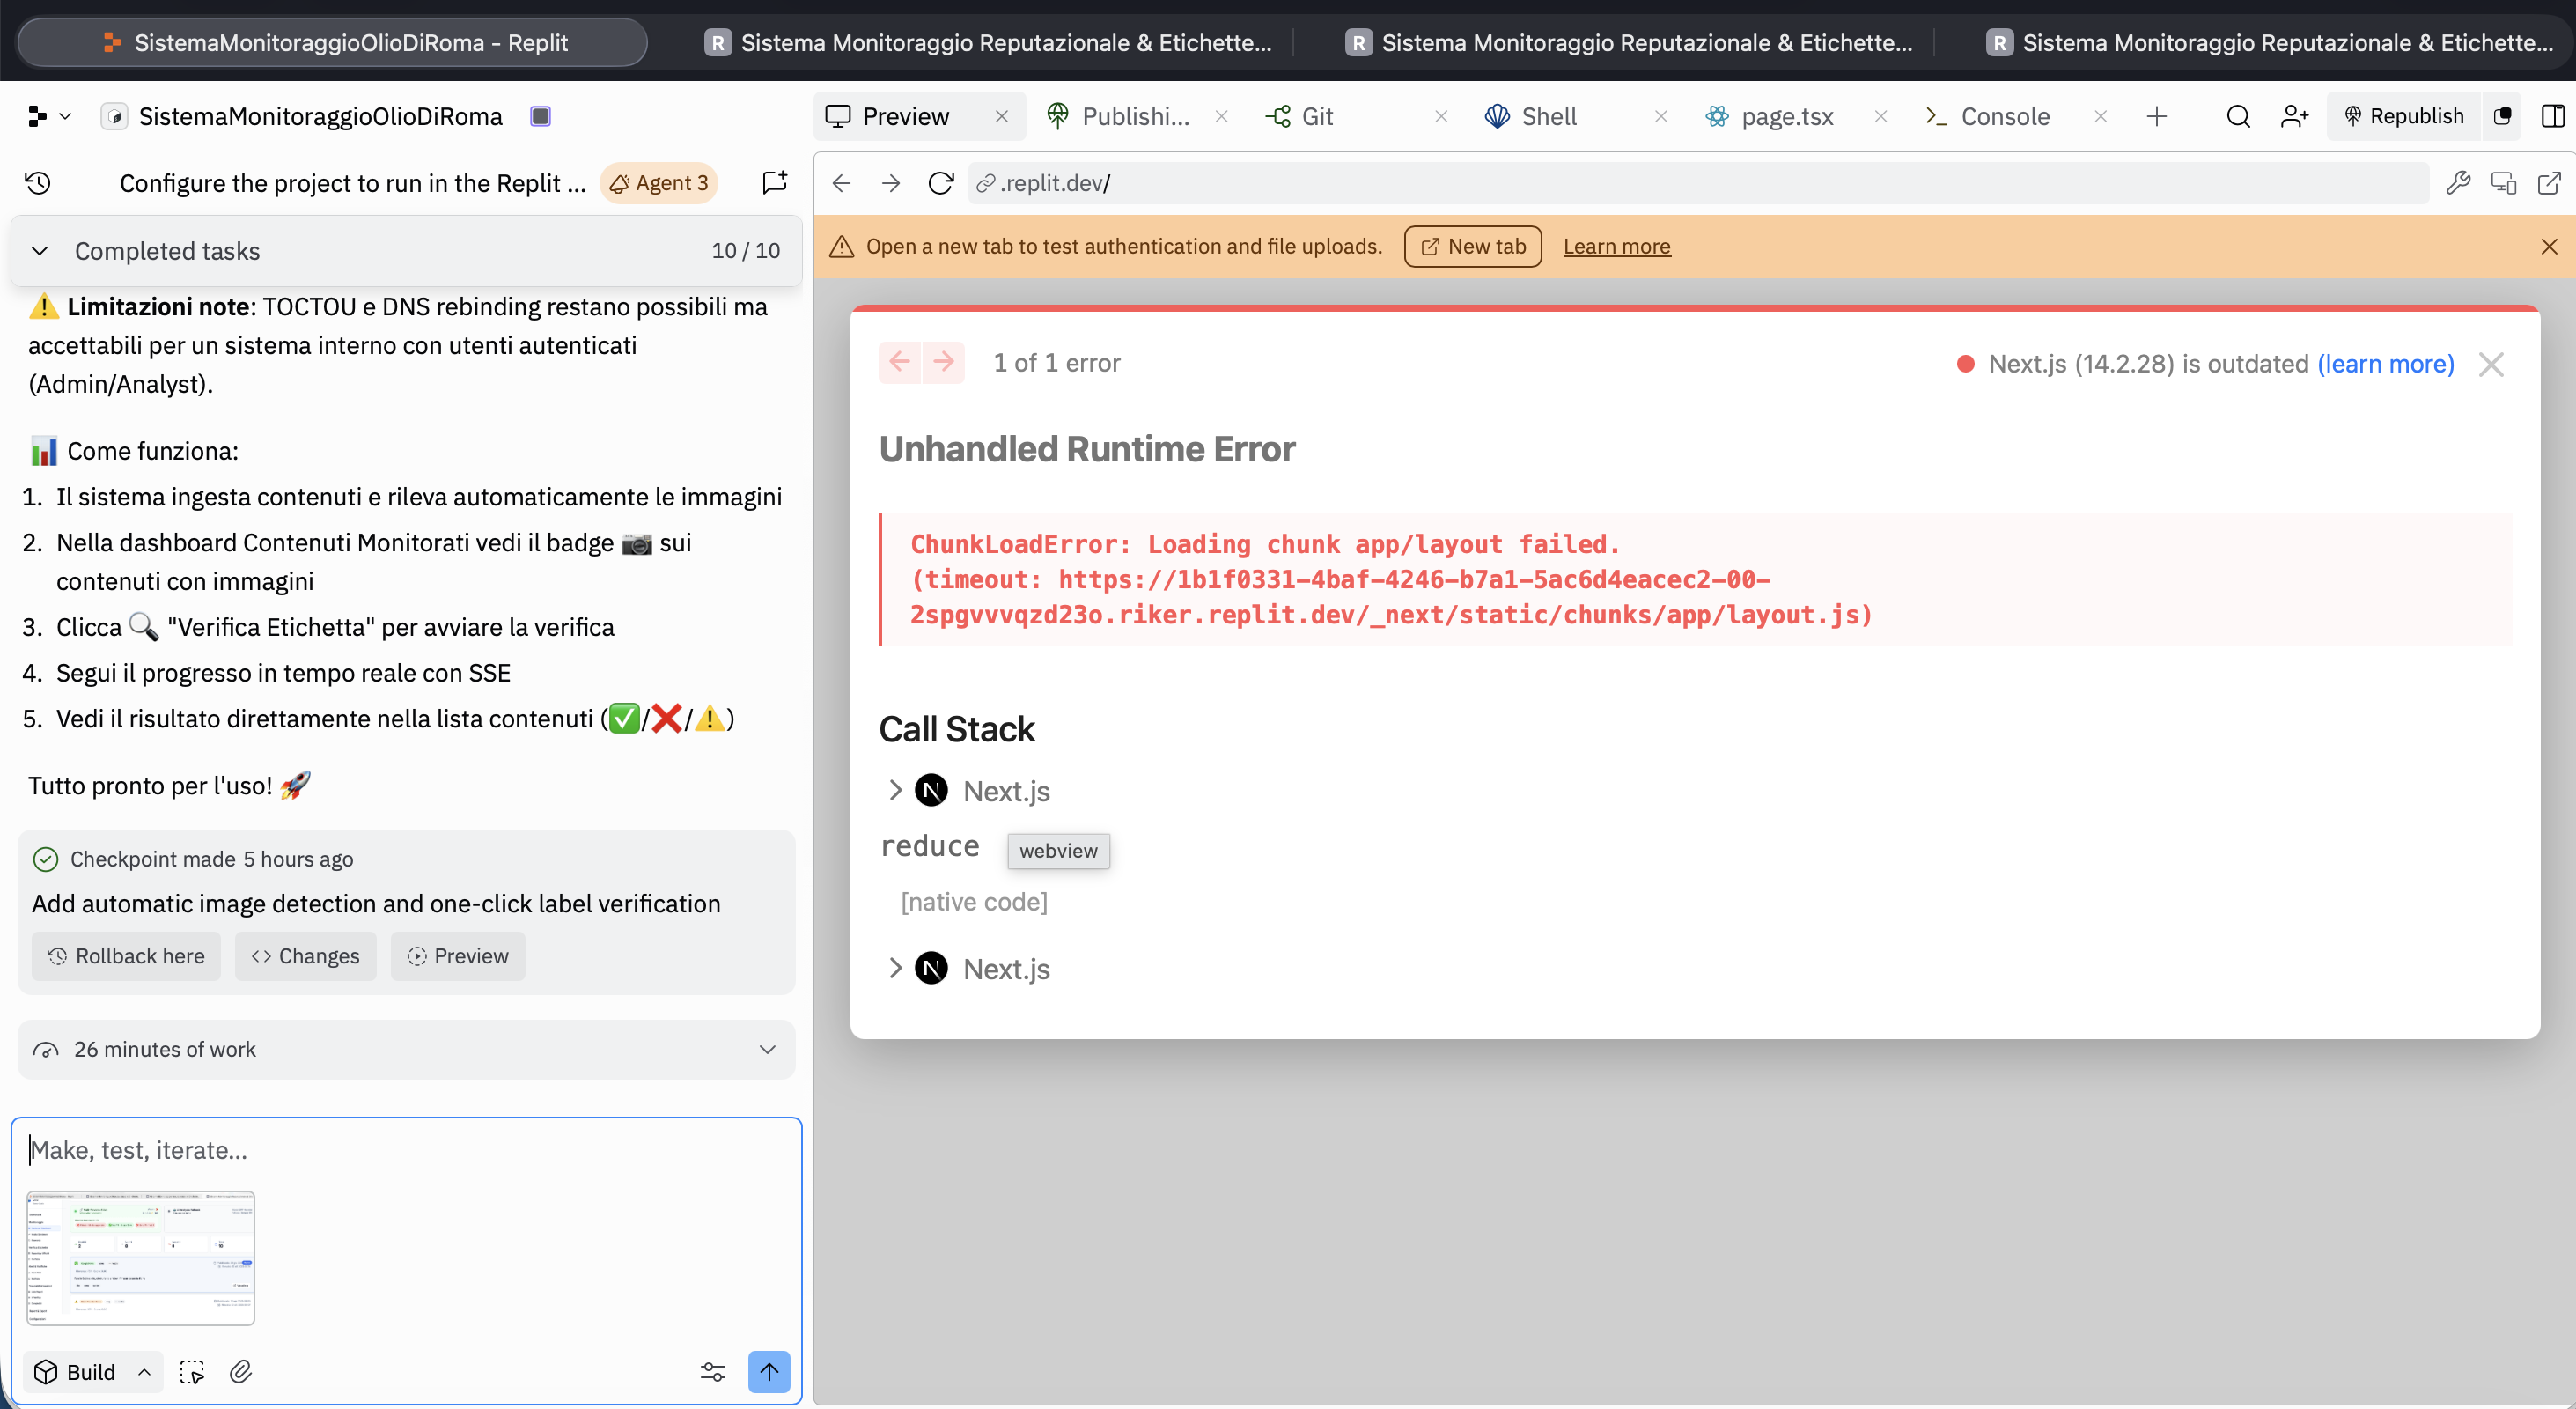 SistemaMonitoraggioOlioDiRoma - Replit
R Sistema Monitoraggio Reputazionale & Etichette...
R Sistema Monitoraggio Reputazionale & Etichette...
R Sistema Monitoraggio Reputazionale & Etichette...
SistemaMonitoraggioOlioDiRoma
Preview
Publishi...
Git
Shell
page.tsx
Console
Republish
Configure the project to run in the Replit ...
Agent 3
.replit.dev/
Completed tasks
10 / 10
Open a new tab to test authentication and file uploads.
New tab
Learn more
⚠️ Limitazioni note: TOCTOU e DNS rebinding restano possibili ma
accettabili per un sistema interno con utenti autenticati
(Admin/Analyst).
📊 Come funziona:
1. Il sistema ingesta contenuti e rileva automaticamente le immagini
2. Nella dashboard Contenuti Monitorati vedi il badge 📷 sui
contenuti con immagini
3. Clicca 🔍 "Verifica Etichetta" per avviare la verifica
4. Segui il progresso in tempo reale con SSE
5. Vedi il risultato direttamente nella lista contenuti (✅/❌/⚠️)
Tutto pronto per l'uso! 🚀
Checkpoint made 5 hours ago
Add automatic image detection and one-click label verification
Rollback here
Changes
Preview
26 minutes of work
Make, test, iterate...
Build
1 of 1 error
Next.js (14.2.28) is outdated (learn more)
Unhandled Runtime Error
ChunkLoadError: Loading chunk app/layout failed.
(timeout: https://1b1f0331-4baf-4246-b7a1-5ac6d4eacec2-00-
2spgvvvqzd23o.riker.replit.dev/_next/static/chunks/app/layout.js)
Call Stack
N Next.js
reduce
webview
[native code]
N Next.js